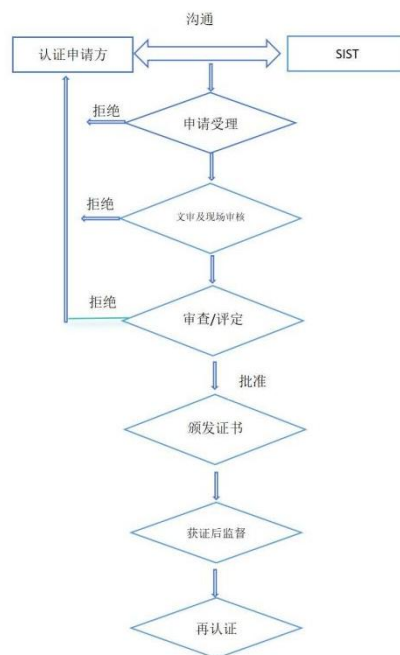 沟通
认证申请方
SIST
拒绝
申请受理
拒绝
文审及现场审核
拒绝
审查/评定
批准
颁发证书
获证后监督
再认证